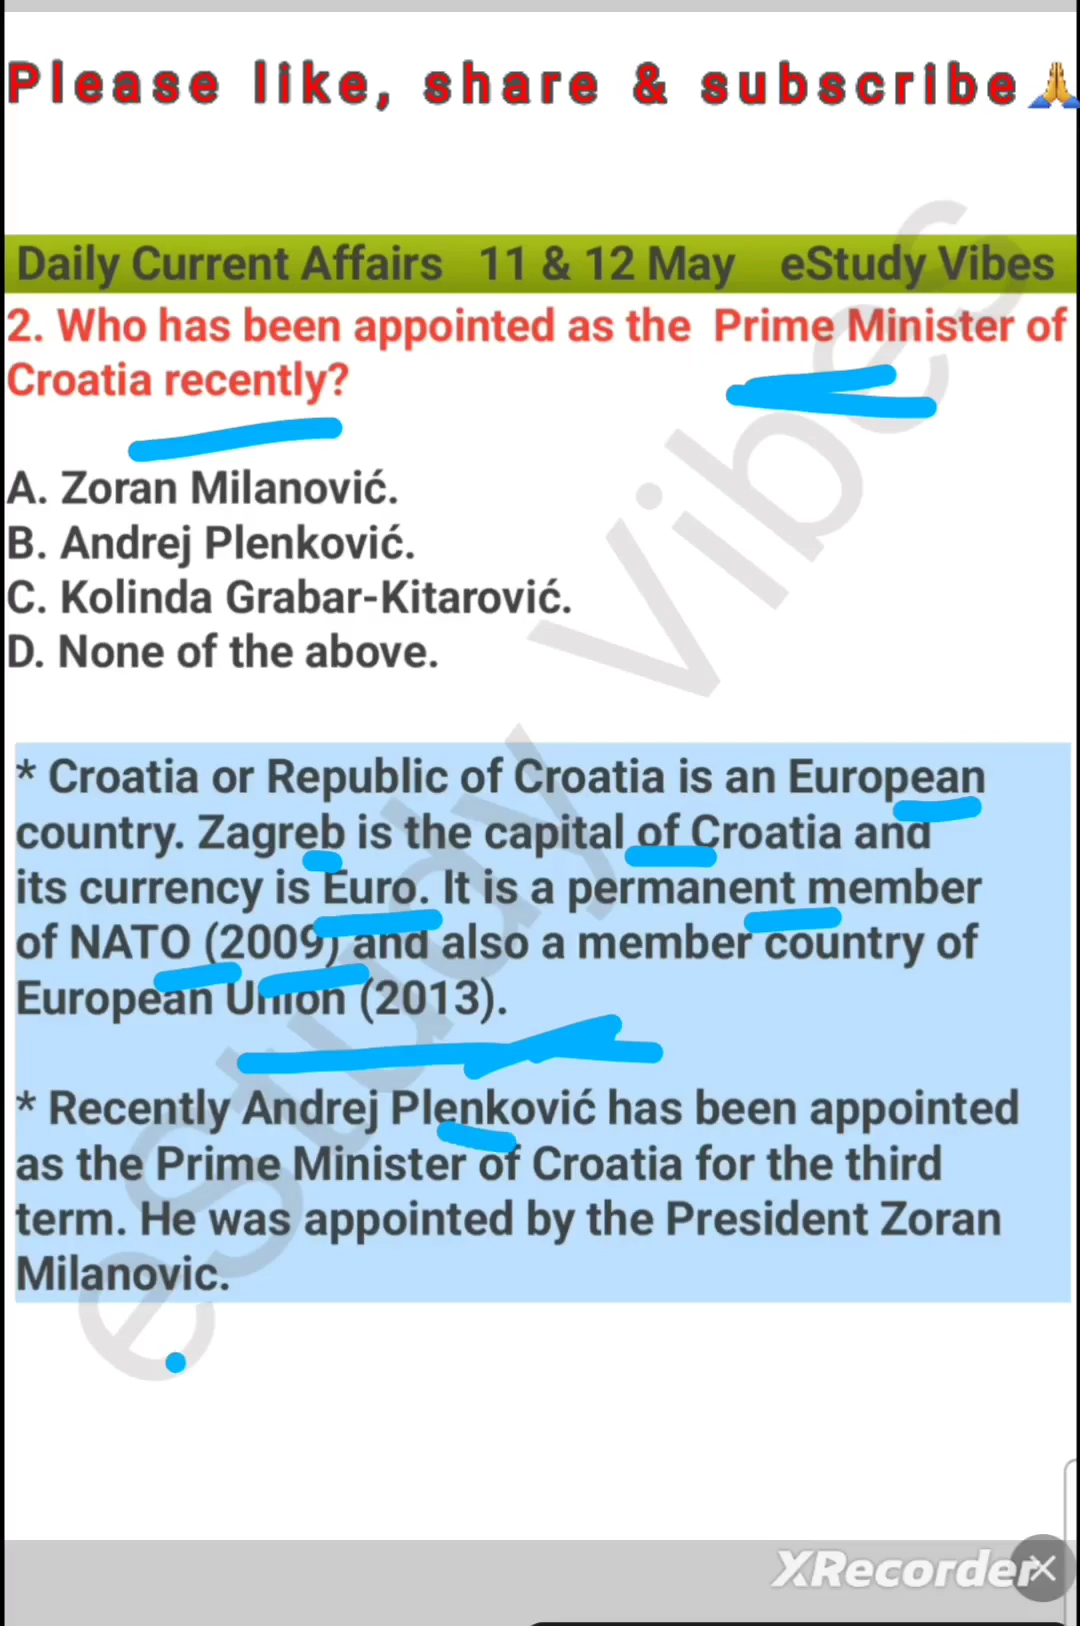 Please like, share & subscribe🙏
Daily Current Affairs 11 & 12 May eStudy Vibes
2. Who has been appointed as the Prime Minister of
Croatia recently?
A. Zoran Milanović.
B. Andrej Plenković.
C. Kolinda Grabar-Kitarović.
D. None of the above.
* Croatia or Republic of Croatia is an European
country. Zagreb is the capital of Croatia and
its currency is Euro. It is a permanent member
of NATO (2009) and also a member country of
European Union (2013).
* Recently Andrej Plenković has been appointed
as the Prime Minister of Croatia for the third
term. He was appointed by the President Zoran
Milanovic.
eStudy Vibes
XRecorder